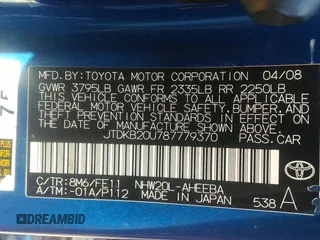 MFD. BY: TOYOTA MOTOR CORPORATION 04/08
GVWR 3795LB GAWR FR 2335LB RR 2250LB
THIS VEHICLE CONFORMS TO ALL APPLICABLE
FEDERAL MOTOR VEHICLE SAFETY, BUMPER, AND
THEFT PREVENTION STANDARDS IN EFFECT ON THE DATE OF
MANUFACTURE SHOWN ABOVE.
JTDKB20U787779370 PASS.CAR
C/TR: 8M6/FE11 NHW20L-AHEEBA
A/TM: -01A/P112 MADE IN JAPAN 538 A
TOYOTA
DREAMBID